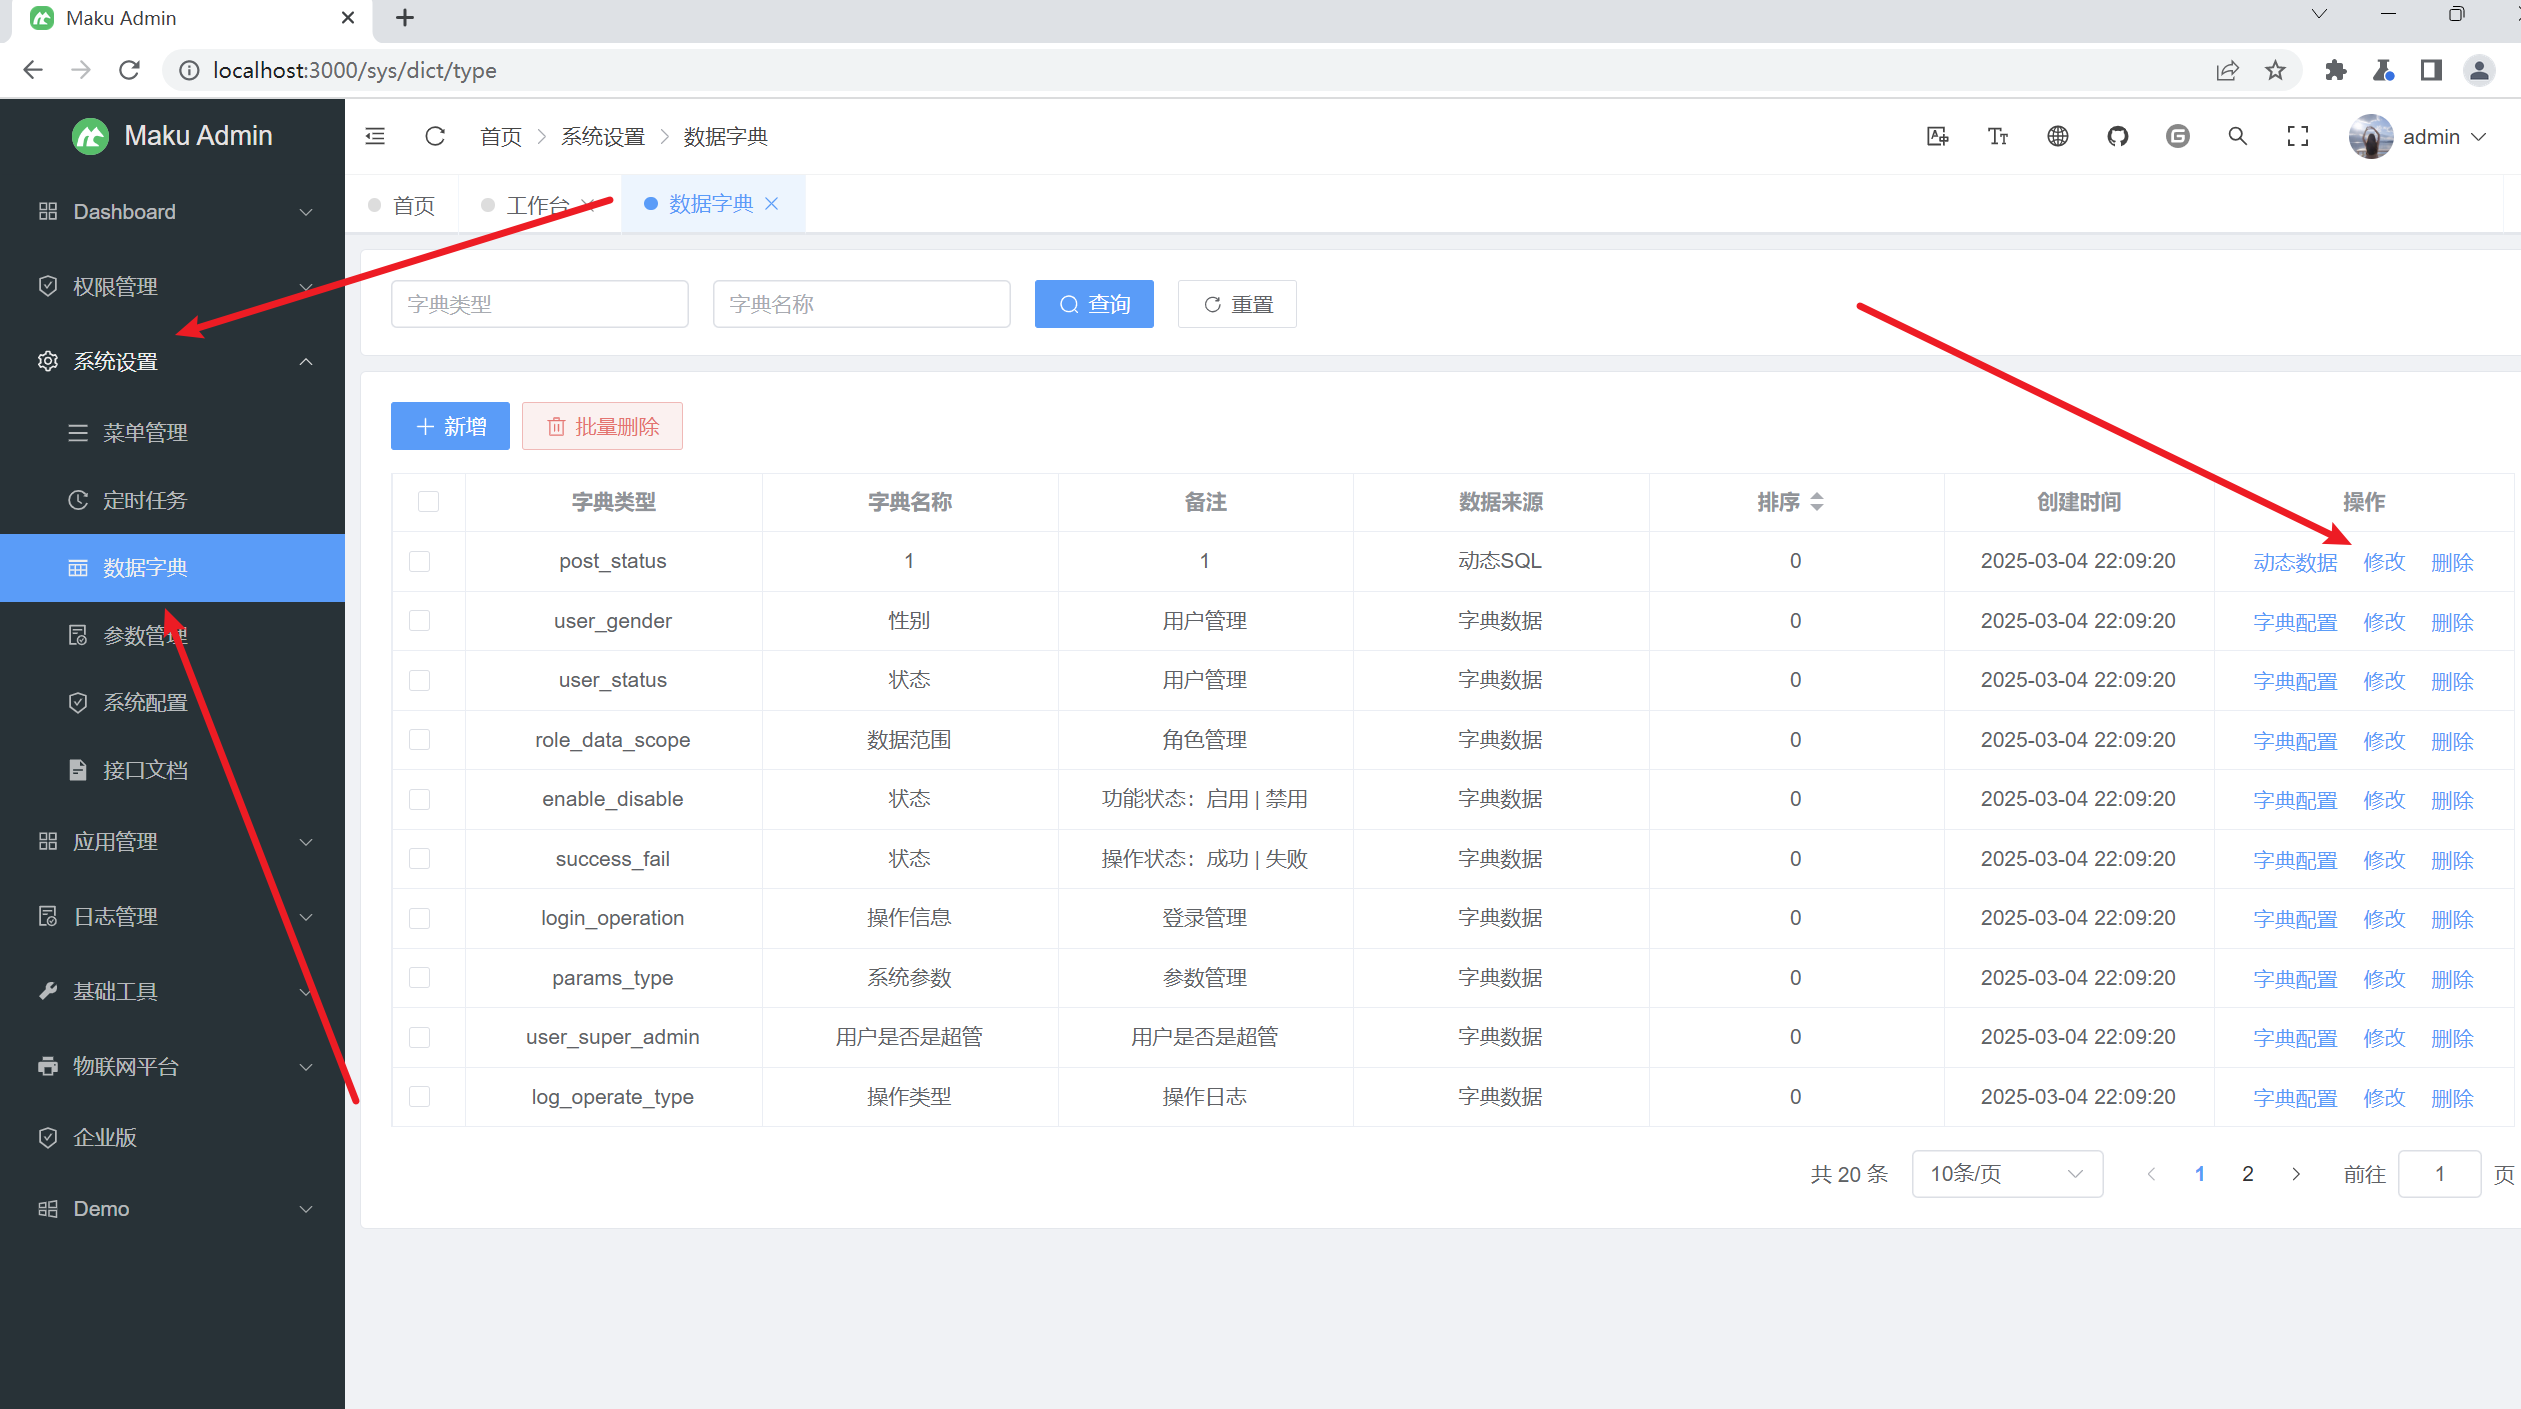 Maku Admin
localhost:3000/sys/dict/type
Maku Admin
首页 系统设置 数据字典
admin
首页 工作台 数据字典
Dashboard
权限管理
系统设置
菜单管理
定时任务
数据字典
参数管理
系统配置
接口文档
应用管理
日志管理
基础工具
物联网平台
企业版
Demo
字典类型 字典名称 查询 重置
新增 批量删除
字典类型 字典名称 备注 数据来源 排序 创建时间 操作
post_status 1 1 动态SQL 0 2025-03-04 22:09:20 动态数据 修改 删除
user_gender 性别 用户管理 字典数据 0 2025-03-04 22:09:20 字典配置 修改 删除
user_status 状态 用户管理 字典数据 0 2025-03-04 22:09:20 字典配置 修改 删除
role_data_scope 数据范围 角色管理 字典数据 0 2025-03-04 22:09:20 字典配置 修改 删除
enable_disable 状态 功能状态：启用 | 禁用 字典数据 0 2025-03-04 22:09:20 字典配置 修改 删除
success_fail 状态 操作状态：成功 | 失败 字典数据 0 2025-03-04 22:09:20 字典配置 修改 删除
login_operation 操作信息 登录管理 字典数据 0 2025-03-04 22:09:20 字典配置 修改 删除
params_type 系统参数 参数管理 字典数据 0 2025-03-04 22:09:20 字典配置 修改 删除
user_super_admin 用户是否是超管 用户是否是超管 字典数据 0 2025-03-04 22:09:20 字典配置 修改 删除
log_operate_type 操作类型 操作日志 字典数据 0 2025-03-04 22:09:20 字典配置 修改 删除
共 20 条 10条/页 1 2 前往 1 页